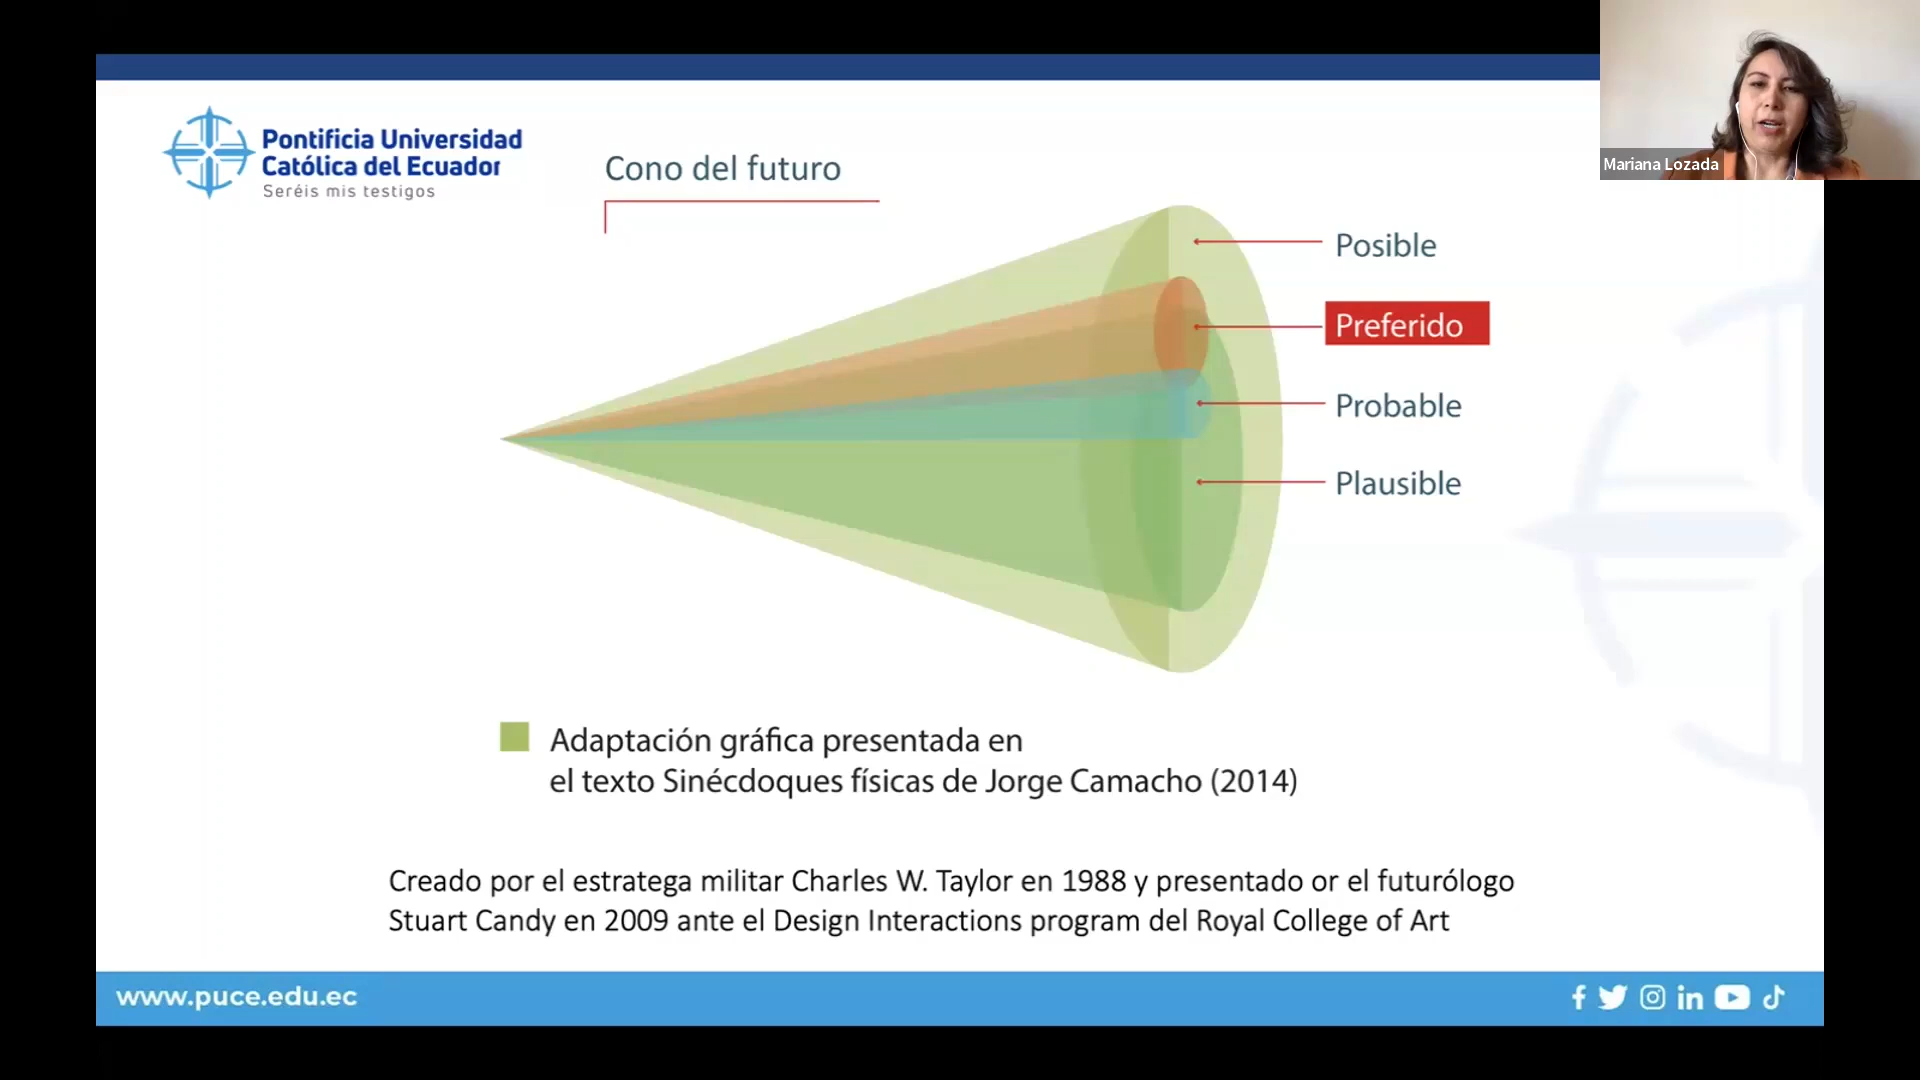 Mariana Lozada
Pontificia Universidad
Católica del Ecuador
Seréis mis testigos
Cono del futuro
Posible
Preferido
Probable
Plausible
Adaptación gráfica presentada en
el texto Sinécdoques físicas de Jorge Camacho (2014)
Creado por el estratega militar Charles W. Taylor en 1988 y presentado or el futurólogo
Stuart Candy en 2009 ante el Design Interactions program del Royal College of Art
www.puce.edu.ec